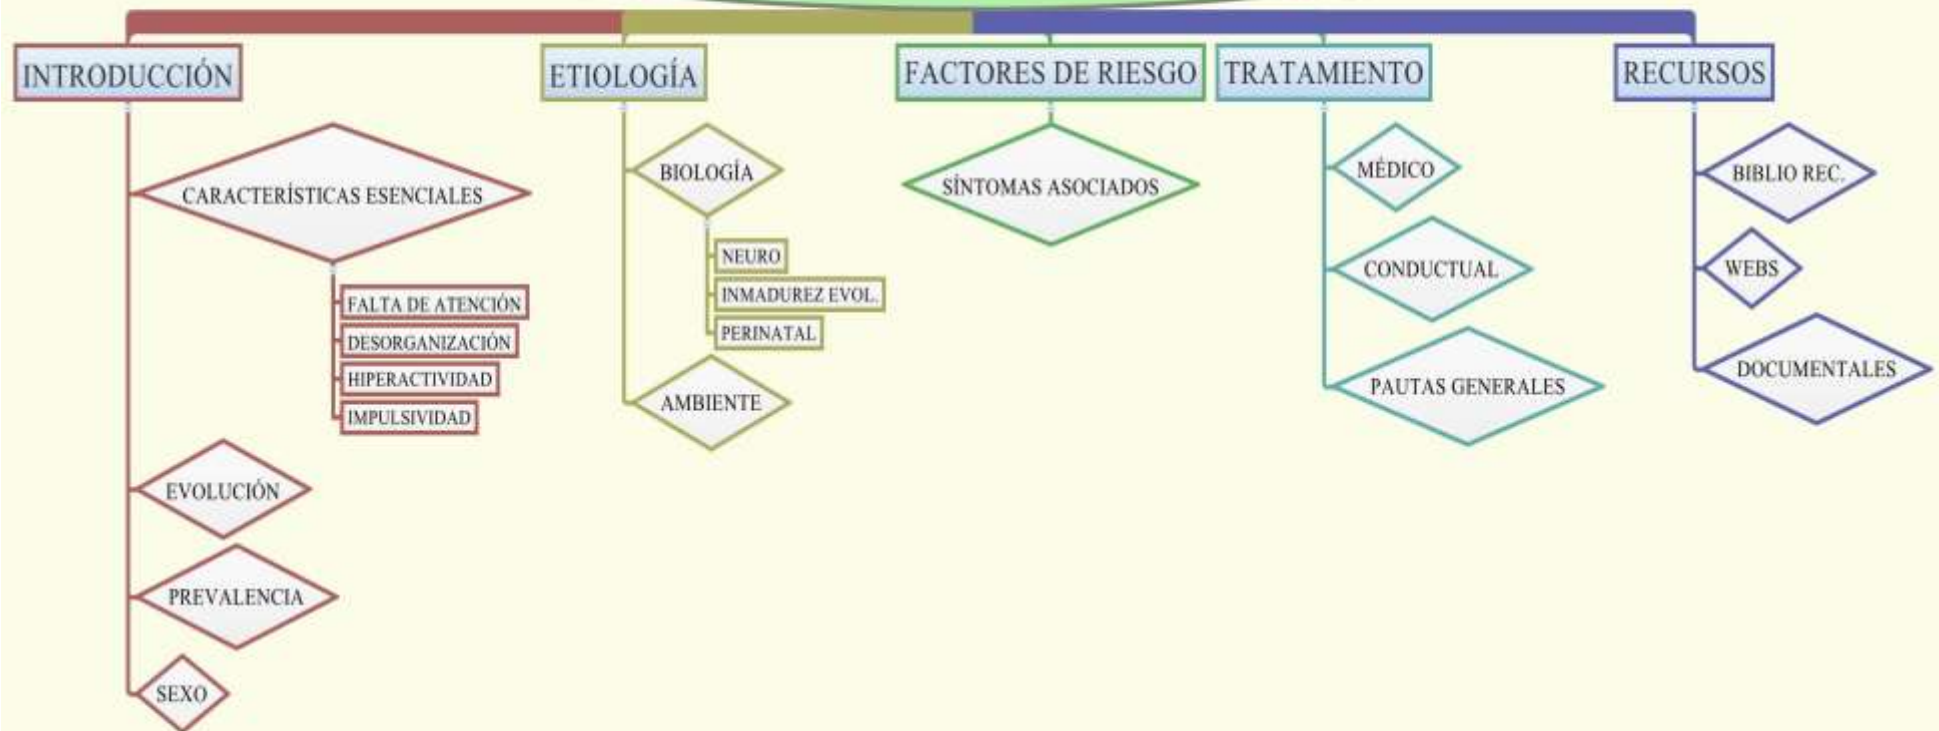 INTRODUCCIÓN
CARACTERÍSTICAS ESENCIALES
FALTA DE ATENCIÓN
DESORGANIZACIÓN
HIPERACTIVIDAD
IMPULSIVIDAD
EVOLUCIÓN
PREVALENCIA
SEXO
ETIOLOGÍA
BIOLOGÍA
NEURO
INMADUREZ EVOL.
PERINATAL
AMBIENTE
FACTORES DE RIESGO
SÍNTOMAS ASOCIADOS
TRATAMIENTO
MÉDICO
CONDUCTUAL
PAUTAS GENERALES
RECURSOS
BIBLIO REC.
WEBS
DOCUMENTALES